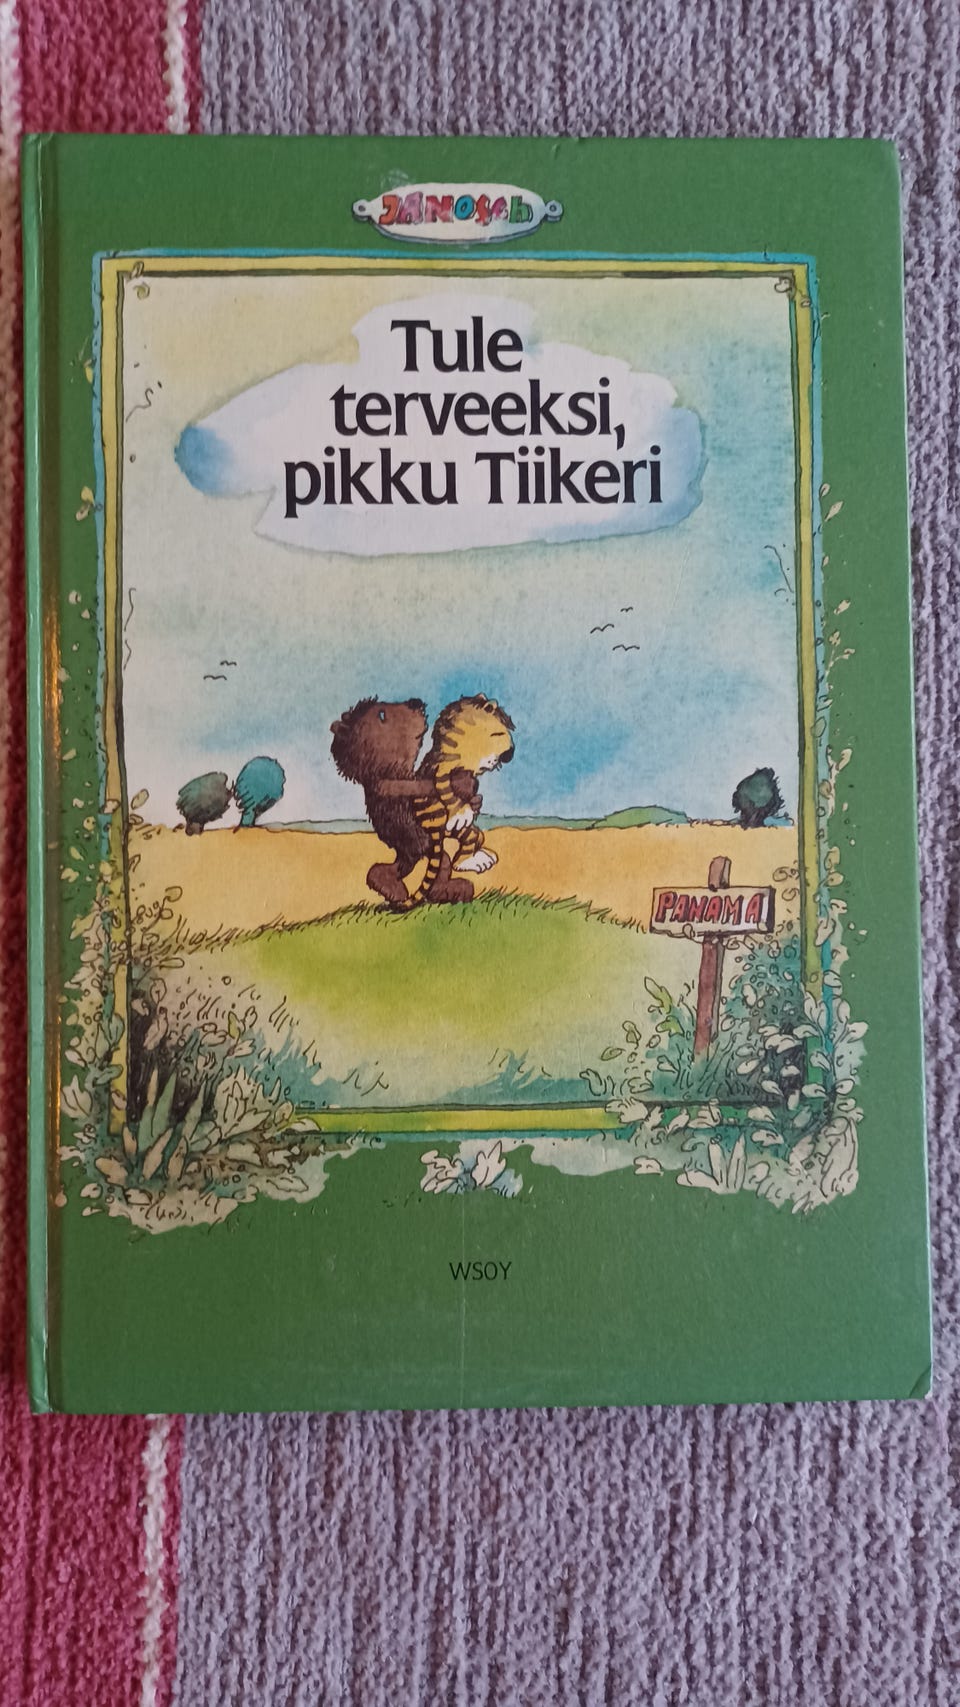 JANOSCH
Tule
terveeksi,
pikku Tiikeri
PANAMA
WSOY